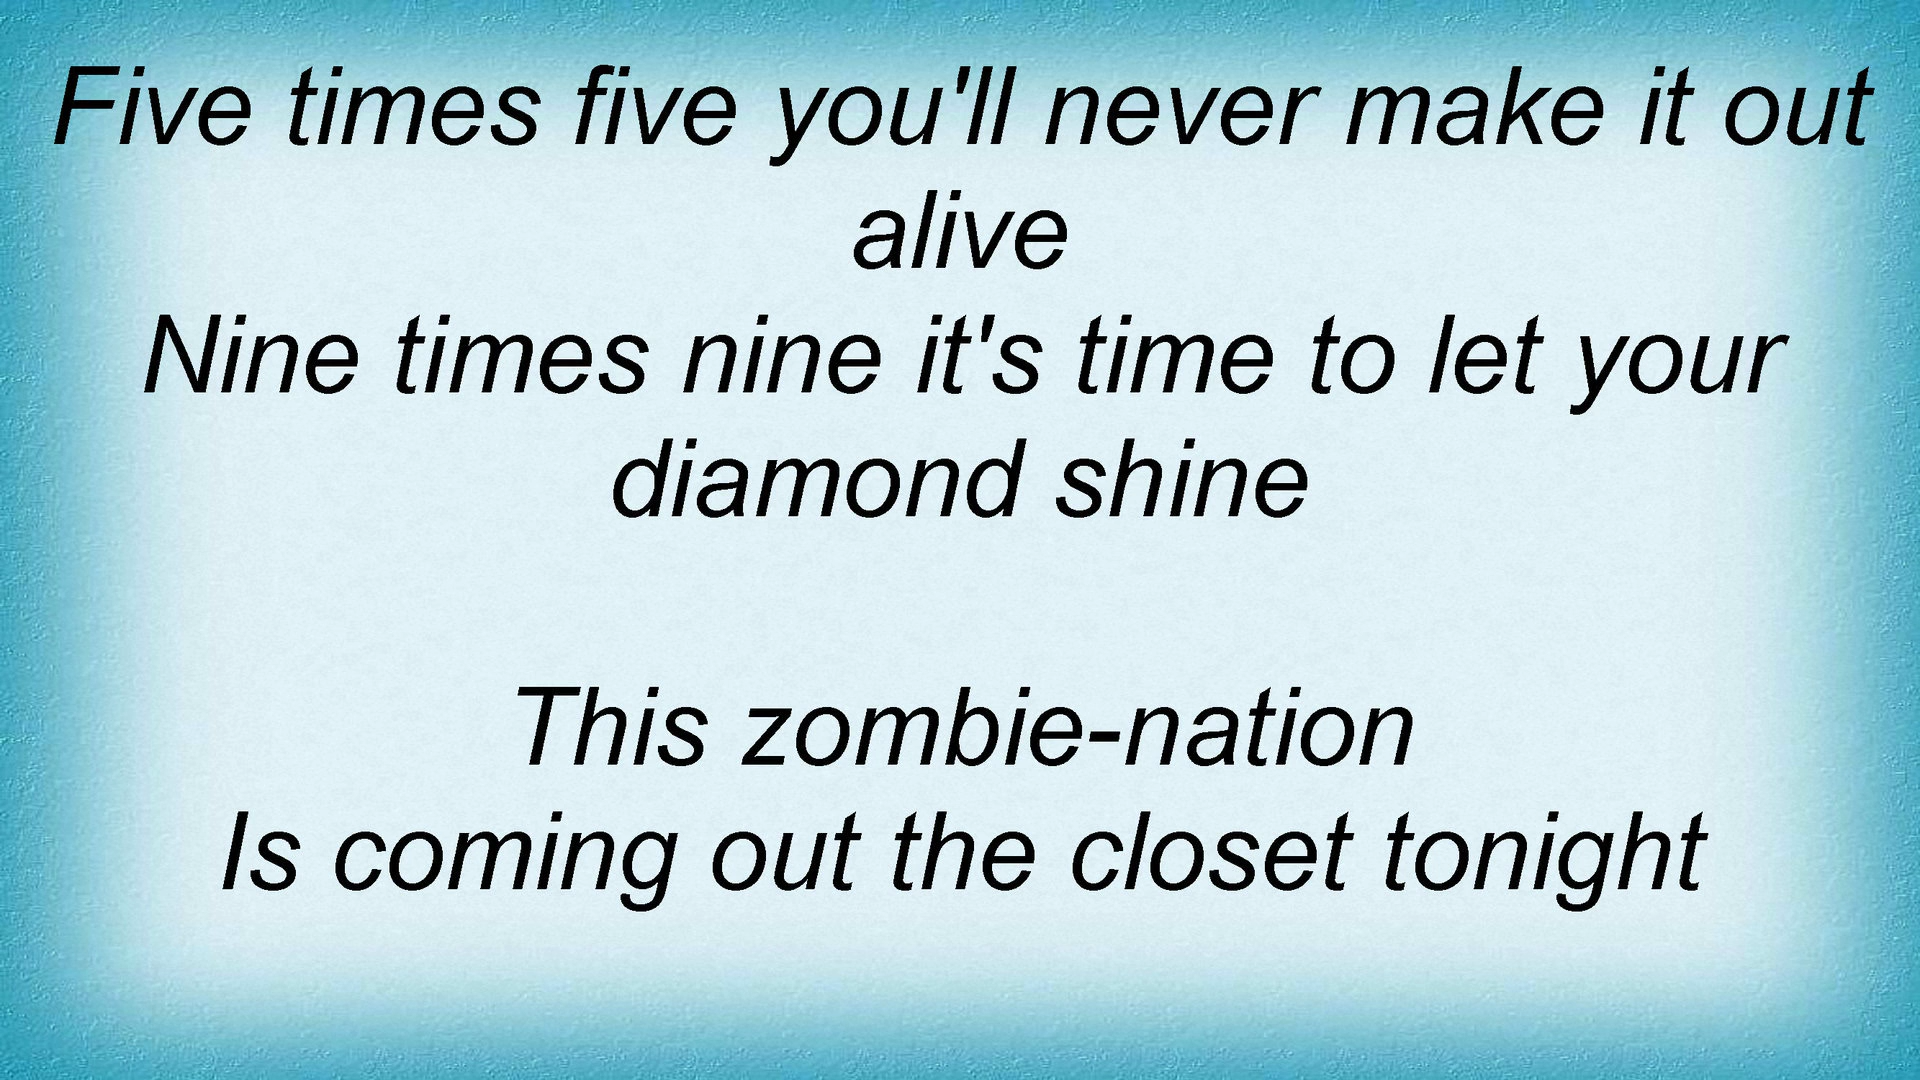 Five times five you'll never make it out
alive
Nine times nine it's time to let your
diamond shine
This zombie-nation
Is coming out the closet tonight